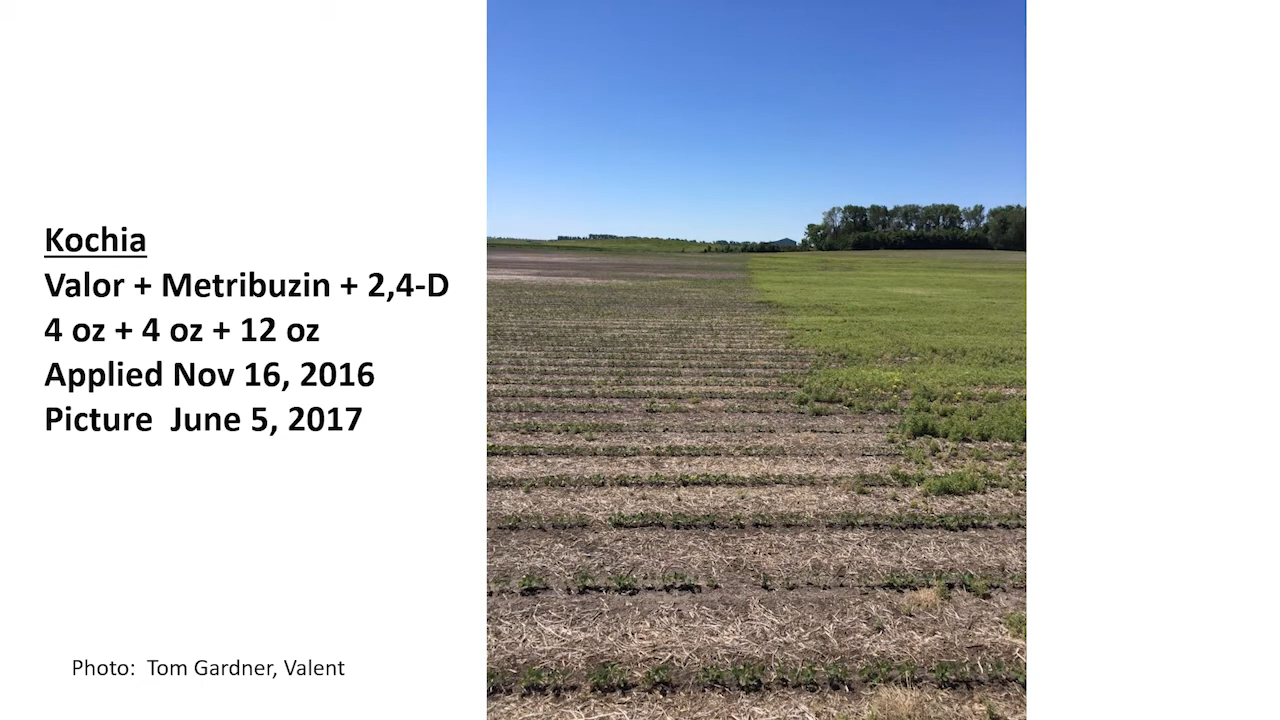 Kochia
Valor + Metribuzin + 2,4-D
4 oz + 4 oz + 12 oz
Applied Nov 16, 2016
Picture  June 5, 2017
Photo:  Tom Gardner, Valent